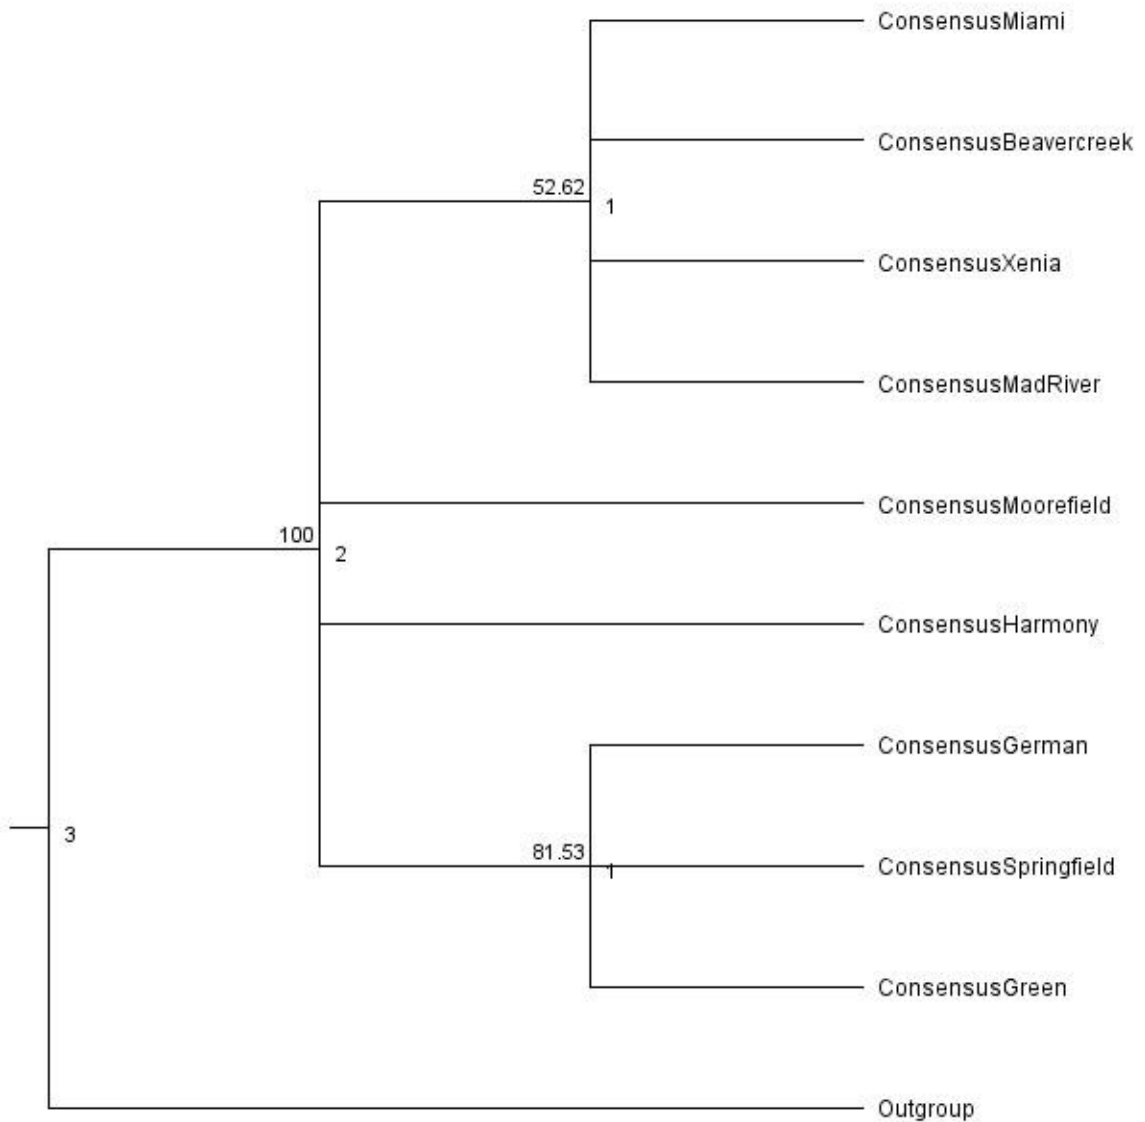 ConsensusMiami
ConsensusBeavercreek
52.62
1
ConsensusXenia
ConsensusMadRiver
ConsensusMoorefield
100
2
ConsensusHarmony
ConsensusGerman
3
81.53
1
ConsensusSpringfield
ConsensusGreen
Outgroup